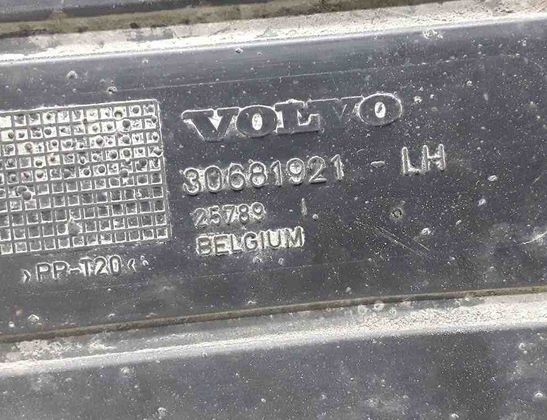 VOLVO
30681921 - LH
25789
BELGIUM
>PP-T20<